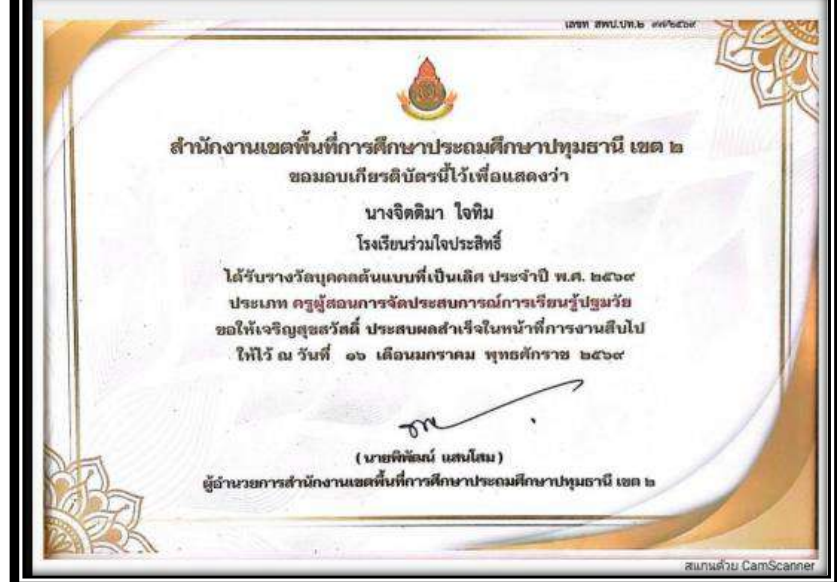 เลขที่ สพป.ปท.๒ ๓๗/๒๕๖๙
สำนักงานเขตพื้นที่การศึกษาประถมศึกษาปทุมธานี เขต ๒
ขอมอบเกียรติบัตรนี้ไว้เพื่อแสดงว่า
นางจิตติมา ใจทิม
โรงเรียนร่วมใจประสิทธิ์
ได้รับรางวัลบุคคลต้นแบบที่เป็นเลิศ ประจำปี พ.ศ. ๒๕๖๙
ประเภท ครูผู้สอนการจัดประสบการณ์การเรียนรู้ปฐมวัย
ขอให้เจริญสุขสวัสดิ์ ประสบผลสำเร็จในหน้าที่การงานสืบไป
ให้ไว้ ณ วันที่ ๑๖ เดือนมกราคม พุทธศักราช ๒๕๖๙
(นายพิพัฒน์ แสนโสม)
ผู้อำนวยการสำนักงานเขตพื้นที่การศึกษาประถมศึกษาปทุมธานี เขต ๒
สแกนด้วย CamScanner